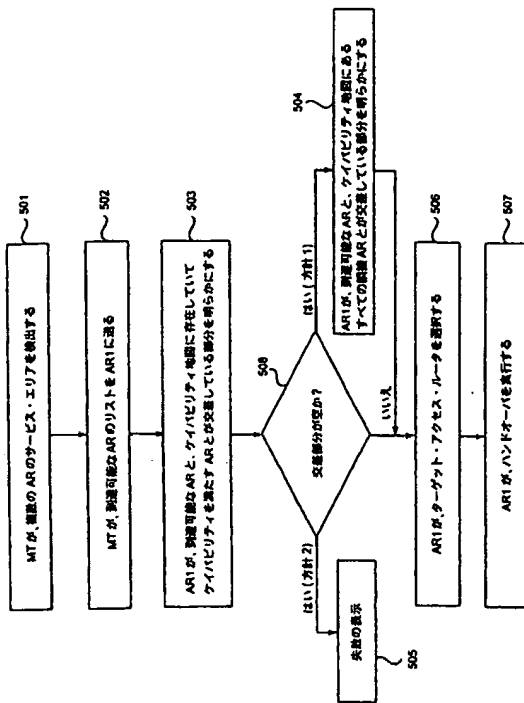 501
MTが、複数のARのサービス・エリアを検出する
502
MTが、到達可能なARのリストをAR1に送る
503
AR1が、到達可能なARと、ケイパビリティ地図に存在していて
ケイパビリティを満たすARとが交差している部分を明らかにする
508
交差部分が空か?
はい(方針1)
はい(方針2)
いいえ
504
AR1が、到達可能なARと、ケイパビリティ地図にある
すべての隣接ARとが交差している部分を明らかにする
失敗の表示
505
506
AR1が、ターゲット・アクセス・ルータを選択する
507
AR1が、ハンドオーバを実行する